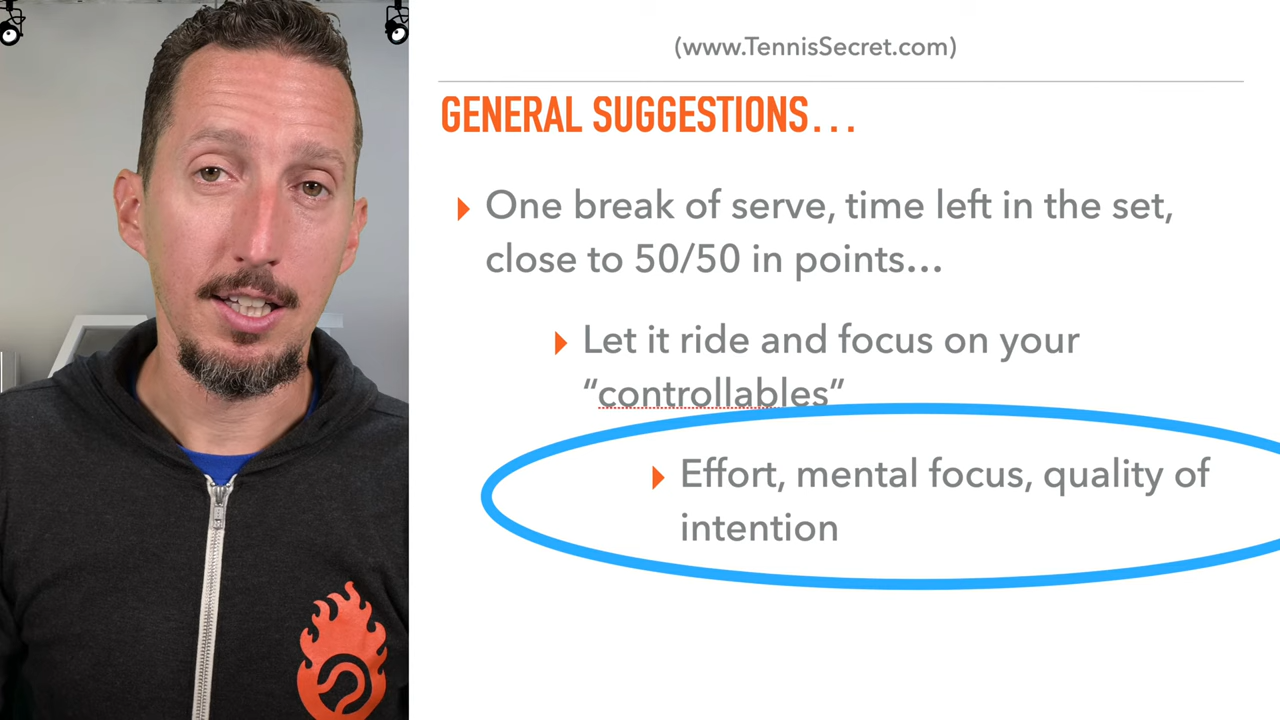 (www.TennisSecret.com)
GENERAL SUGGESTIONS...
One break of serve, time left in the set,
close to 50/50 in points...
Let it ride and focus on your
“controllables”
Effort, mental focus, quality of
intention